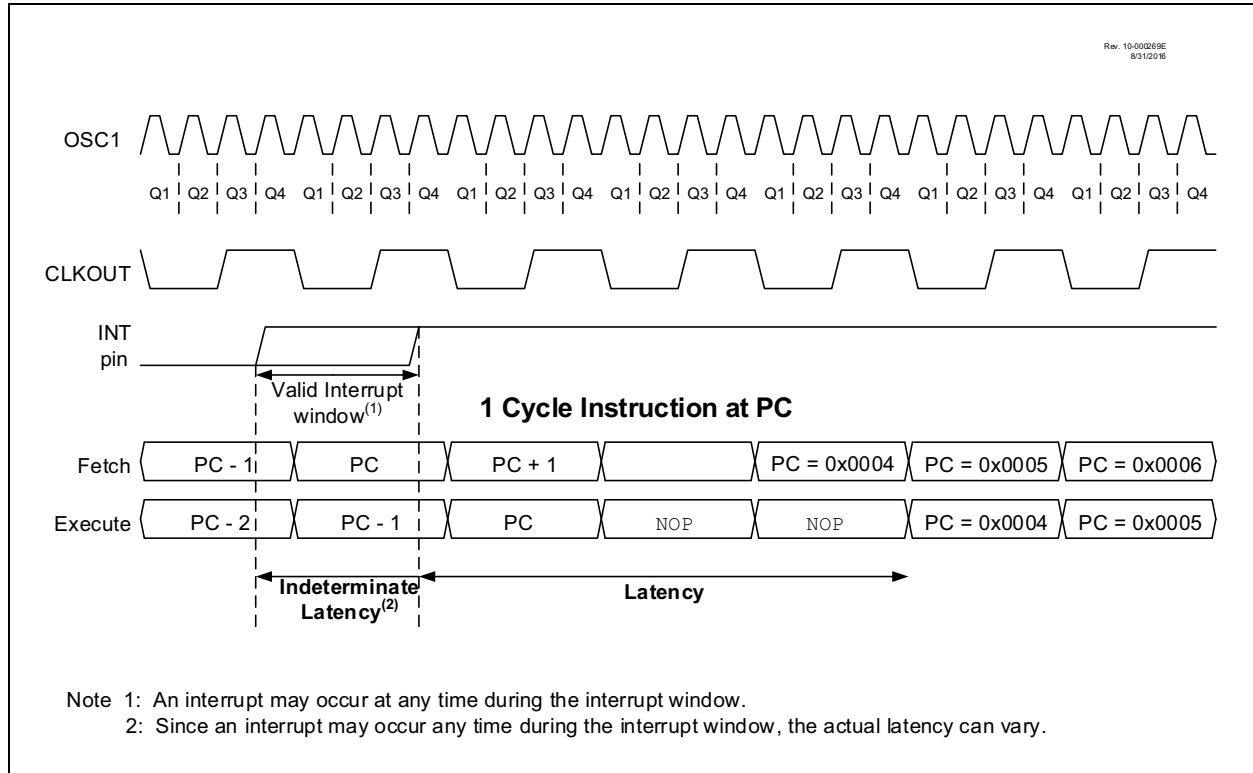 Rev. 10-000269E
8/31/2016
OSC1
Q1 Q2 Q3 Q4 Q1 Q2 Q3 Q4 Q1 Q2 Q3 Q4 Q1 Q2 Q3 Q4 Q1 Q2 Q3 Q4 Q1 Q2 Q3 Q4 Q1 Q2 Q3 Q4
CLKOUT
INT
pin
Valid Interrupt
window(1)
1 Cycle Instruction at PC
Fetch PC - 1 PC PC + 1 PC = 0x0004 PC = 0x0005 PC = 0x0006
Execute PC - 2 PC - 1 PC NOP NOP PC = 0x0004 PC = 0x0005
Indeterminate
Latency(2)
Latency
Note 1: An interrupt may occur at any time during the interrupt window.
2: Since an interrupt may occur any time during the interrupt window, the actual latency can vary.